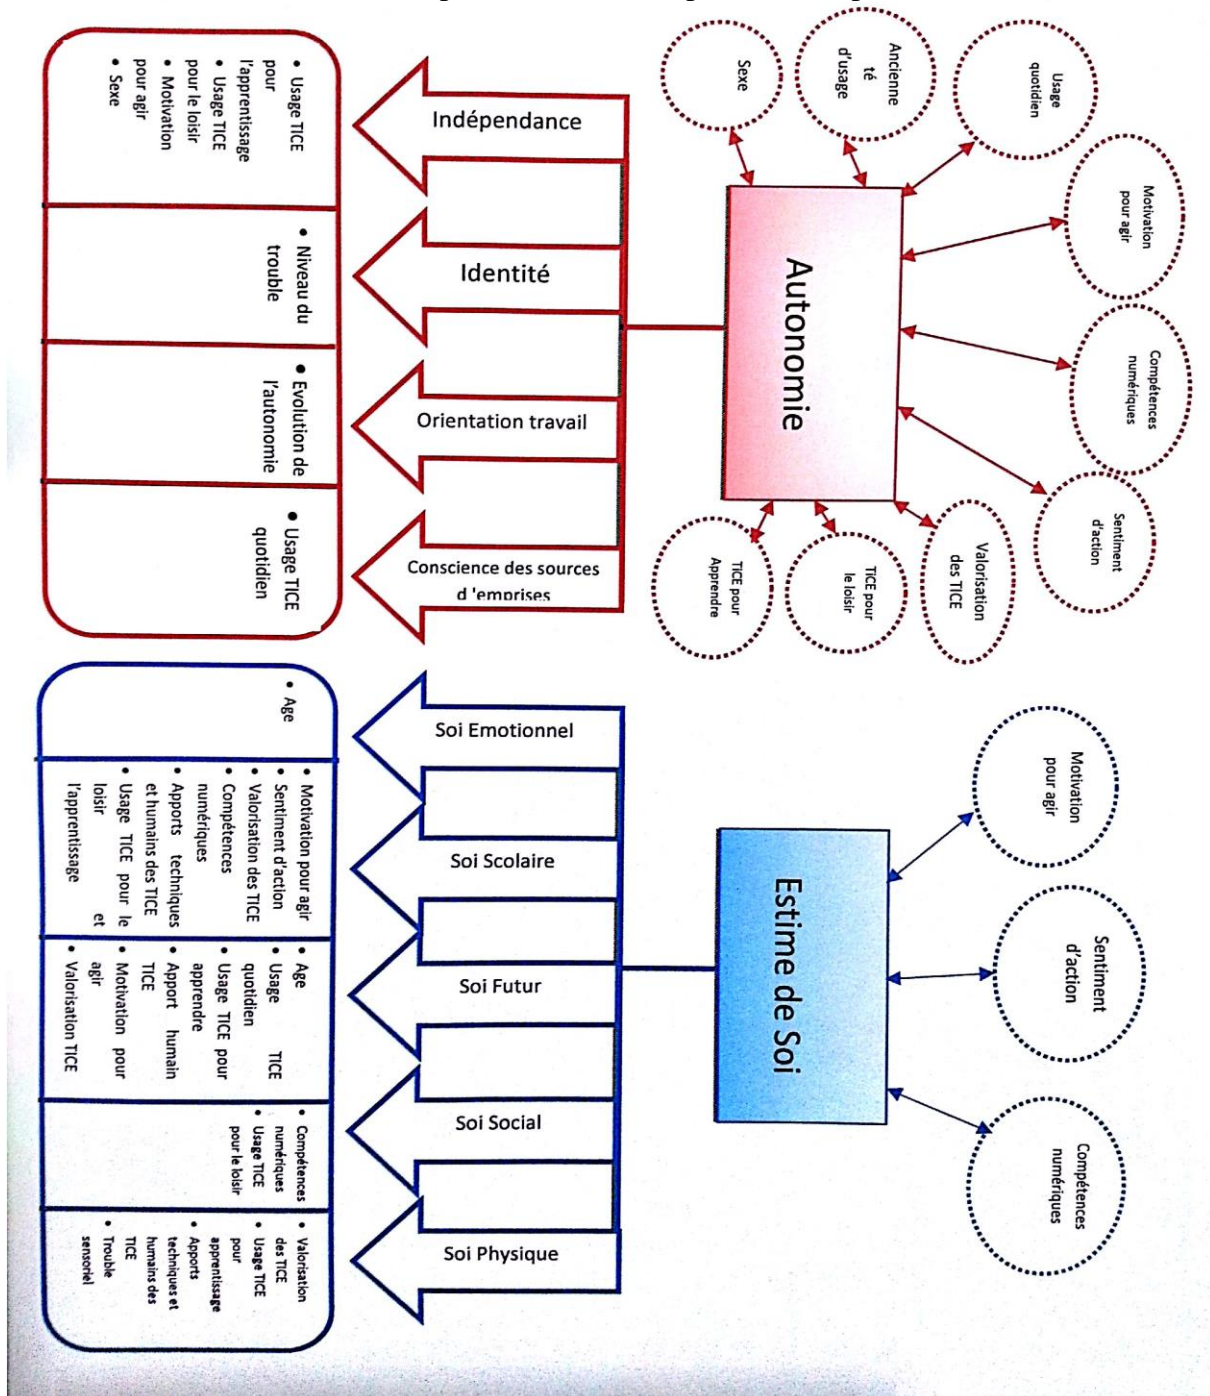 Sexe
Ancienne
té
d'usage
Usage
quotidien
Motivation
pour agir
Compétences
numériques
Sentiment
d'action
Valorisation
des TICE
TICE pour
le loisir
TICE pour
Apprendre
Autonomie
Indépendance
Identité
Orientation travail
Conscience des sources
d 'emprises
• Usage TICE
pour
l'apprentissage
• Usage TICE
pour le loisir
• Motivation
pour agir
• Sexe
• Niveau du
trouble
• Evolution de
l'autonomie
• Usage TICE
quotidien
Motivation
pour agir
Sentiment
d'action
Compétences
numériques
Estime de Soi
Soi Emotionnel
Soi Scolaire
Soi Futur
Soi Social
Soi Physique
• Age
• Motivation pour agir
• Sentiment d'action
• Valorisation des TICE
• Compétences
numériques
• Apports techniques
et humains des TICE
• Usage TICE pour le
loisir et
l'apprentissage
• Age
• Usage TICE
quotidien
• Usage TICE pour
apprendre
• Apport humain
TICE
• Motivation pour
agir
• Valorisation TICE
• Compétences
numériques
• Usage TICE
pour le loisir
• Valorisation
des TICE
• Usage TICE
pour
apprentissage
• Apports
techniques et
humains des
TICE
• Trouble
sensoriel